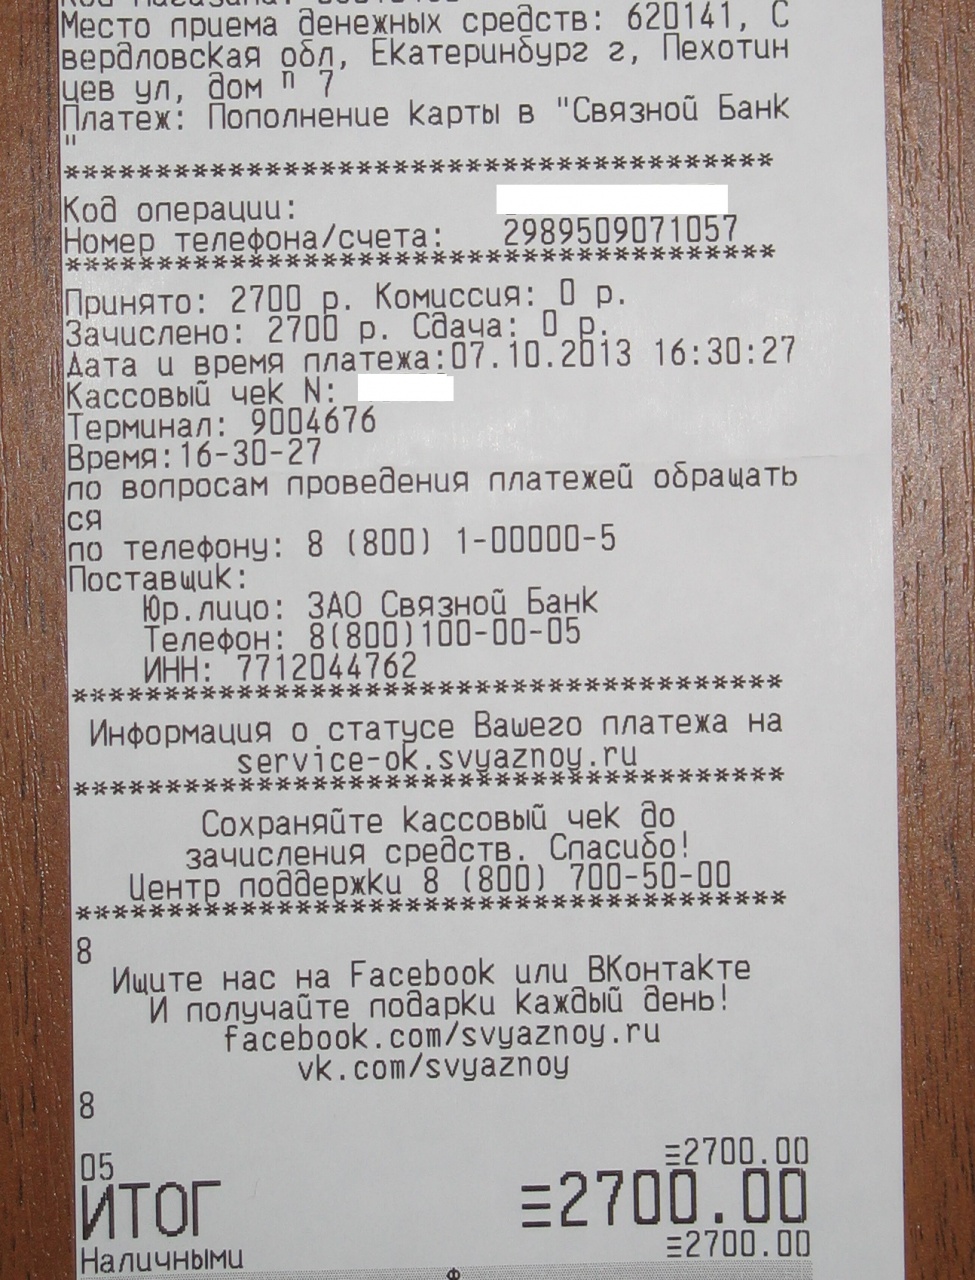 Место приема денежных средств: 620141, С
вердловская обл, Екатеринбург г, Пехотин
цев ул, дом п 7
Платеж: Пополнение карты в "Связной Банк
"
***************************************
Код операции:
Номер телефона/счета: 2989509071057
***************************************
Принято: 2700 р. Комиссия: 0 р.
Зачислено: 2700 р. Сдача: 0 р.
Дата и время платежа:07.10.2013 16:30:27
Кассовый чек N:
Терминал: 9004676
Время:16-30-27
по вопросам проведения платежей обращать
ся
по телефону: 8 (800) 1-00000-5
Поставщик:
Юр.лицо: ЗАО Связной Банк
Телефон: 8(800)100-00-05
ИНН: 7712044762
***************************************
Информация о статусе Вашего платежа на
service-ok.svyaznoy.ru
***************************************
Сохраняйте кассовый чек до
зачисления средств. Спасибо!
Центр поддержки 8 (800) 700-50-00
***************************************
8
Ищите нас на Facebook или ВКонтакте
И получайте подарки каждый день!
facebook.com/svyaznoy.ru
vk.com/svyaznoy
8
05 ≡2700.00
ИТОГ ≡2700.00
Наличными ≡2700.00